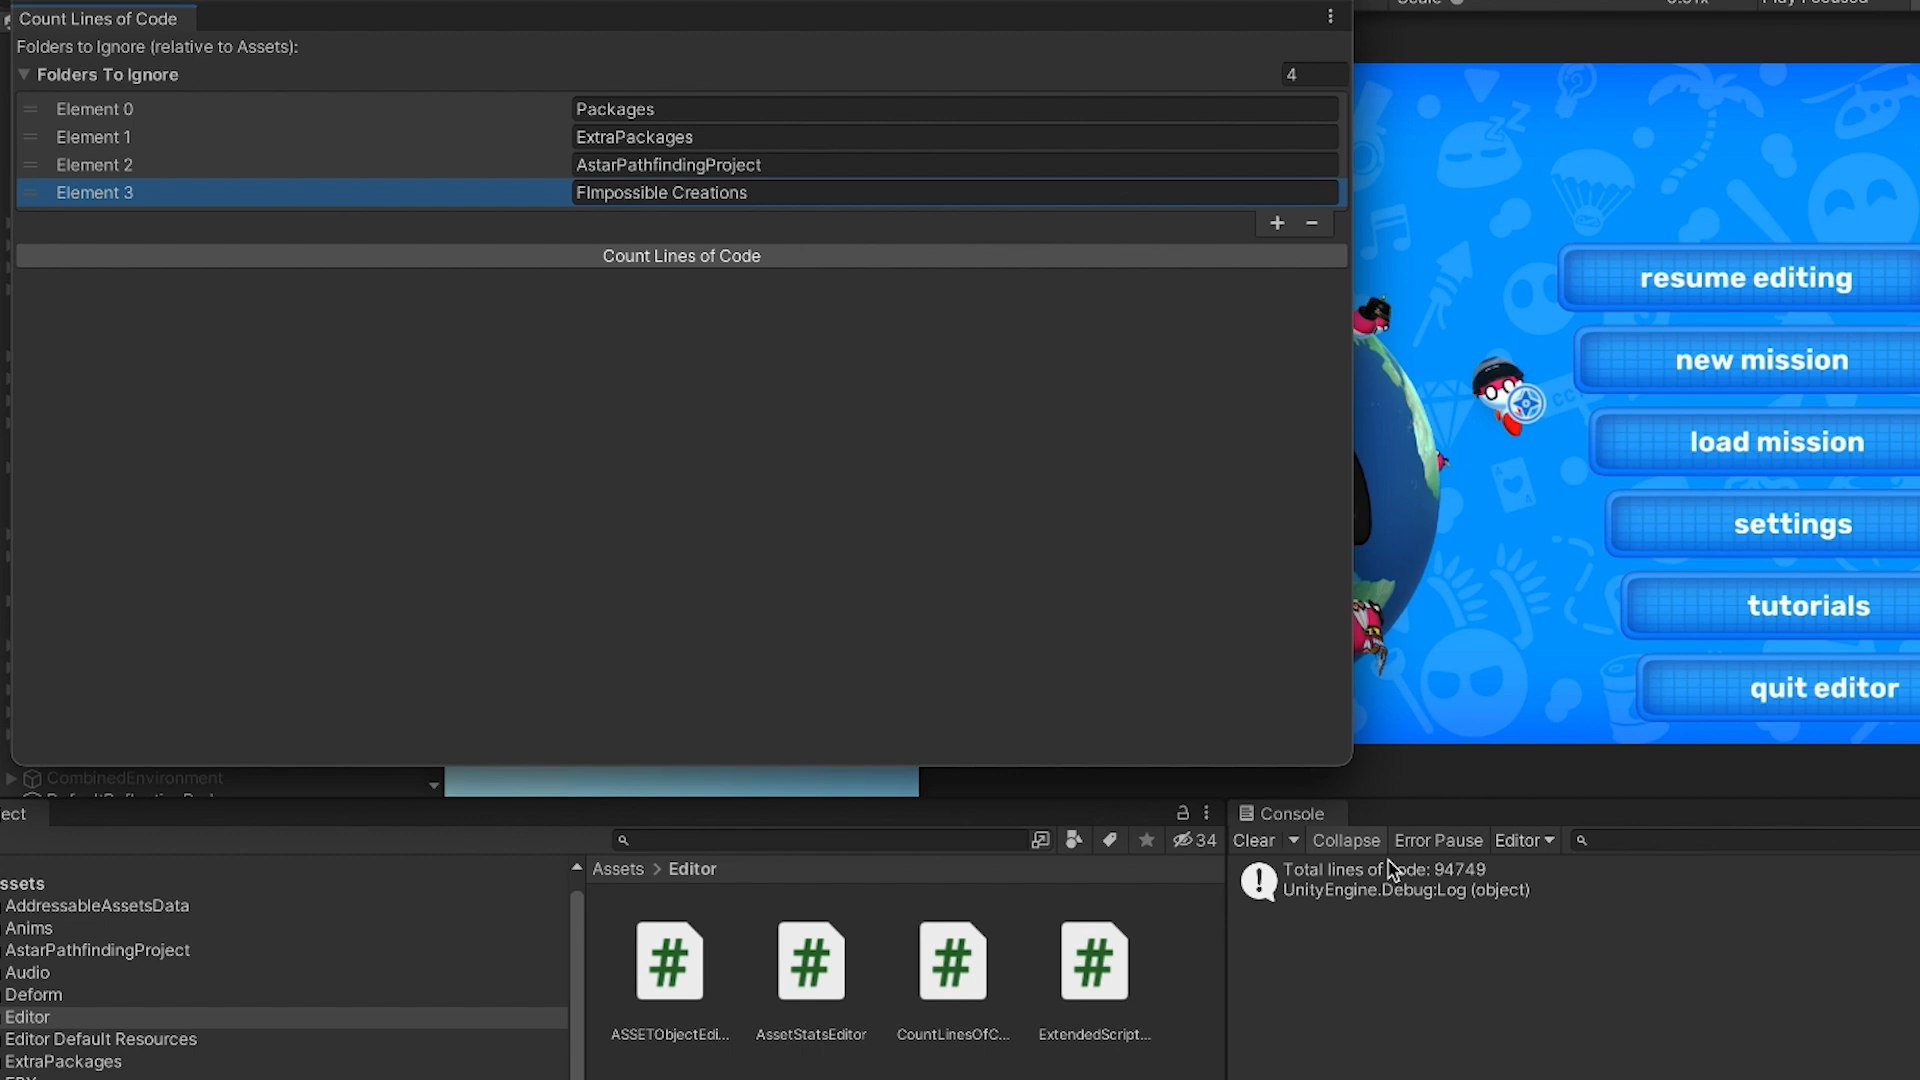 Count Lines of Code
Folders to Ignore (relative to Assets):
Folders To Ignore
4
Element 0
Packages
Element 1
ExtraPackages
Element 2
AstarPathfindingProject
Element 3
FImpossible Creations
+ −
Count Lines of Code
resume editing
new mission
load mission
settings
tutorials
quit editor
CombinedEnvironment
ect
34
Assets > Editor
ssets
AddressableAssetsData
Anims
AstarPathfindingProject
Audio
Deform
Editor
Editor Default Resources
ExtraPackages
#
#
#
#
ASSETObjectEdi...
AssetStatsEditor
CountLinesOfC...
ExtendedScript...
Console
Clear
Collapse
Error Pause
Editor
Total lines of code: 94749
UnityEngine.Debug:Log (object)